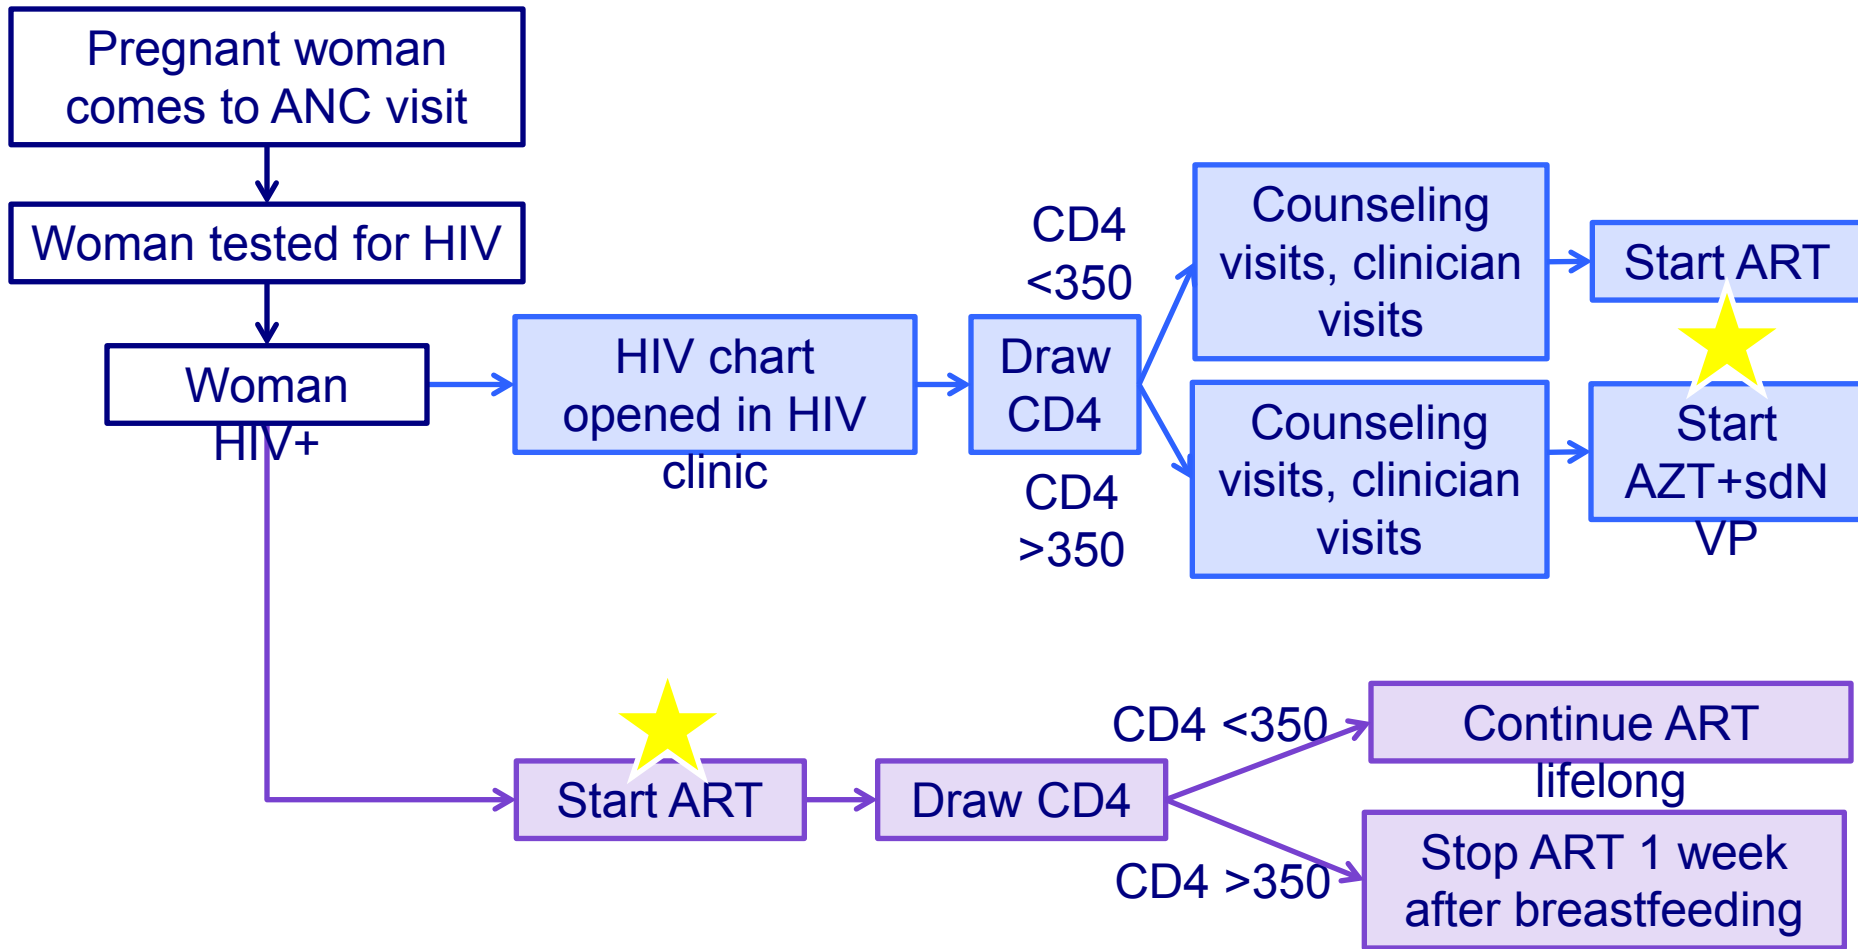 Pregnant woman
comes to ANC visit
Woman tested for HIV
Woman
HIV+
HIV chart
opened in HIV
clinic
Draw
CD4
CD4
<350
CD4
>350
Counseling
visits, clinician
visits
Start ART
Counseling
visits, clinician
visits
Start
AZT+sdN
VP
Start ART
Draw CD4
CD4 <350
CD4 >350
Continue ART
lifelong
Stop ART 1 week
after breastfeeding